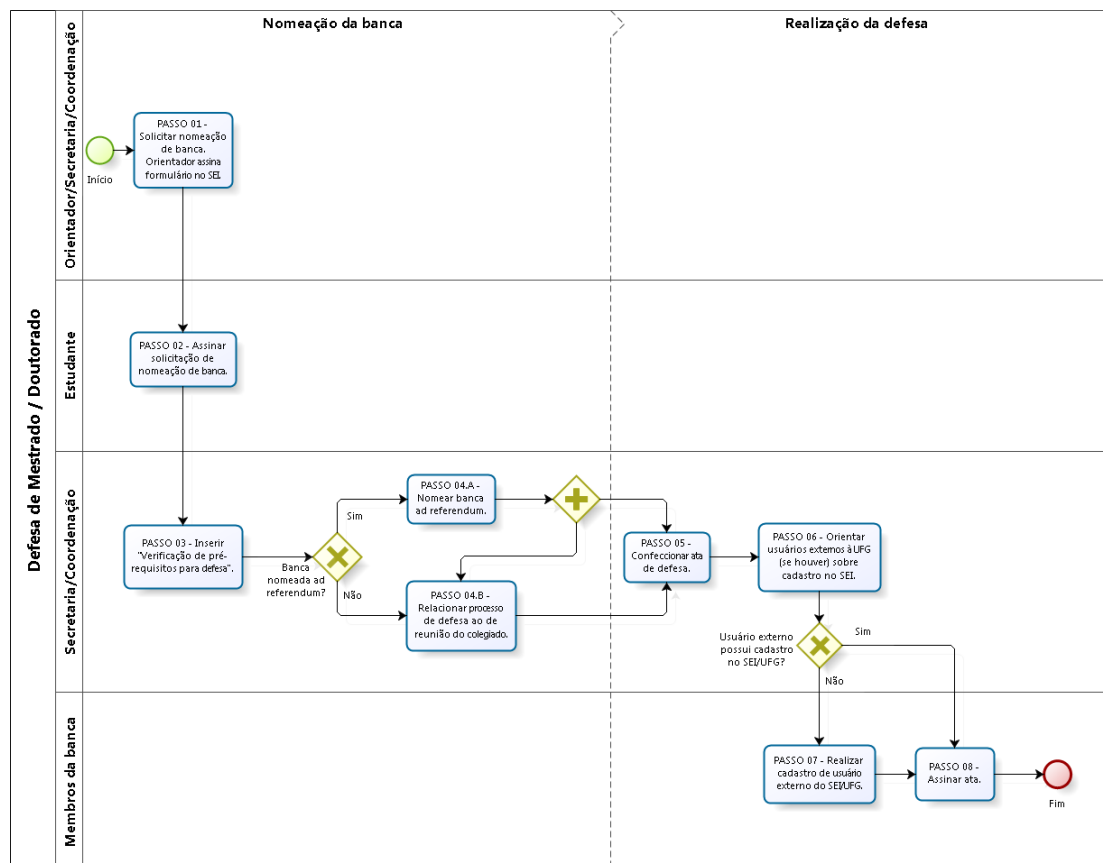 Nomeação da banca
Realização da defesa
Defesa de Mestrado / Doutorado
Orientador/Secretaria/Coordenação
Início
PASSO 01 -
Solicitar nomeação
de banca.
Orientador assina
formulário no SEI.
Estudante
PASSO 02 - Assinar
solicitação de
nomeação de banca.
Secretaria/Coordenação
PASSO 03 - Inserir
"Verificação de pré-
requisitos para defesa".
Banca
nomeada ad
referendum?
Sim
Não
PASSO 04.A -
Nomear banca
ad referendum.
PASSO 04.B -
Relacionar processo
de defesa ao de
reunião do colegiado.
PASSO 05 -
Confeccionar ata
de defesa.
PASSO 06 - Orientar
usuários externos à UFG
(se houver) sobre
cadastro no SEI.
Usuário externo
possui cadastro
no SEI/UFG?
Sim
Não
Membros da banca
PASSO 07 - Realizar
cadastro de usuário
externo do SEI/UFG.
PASSO 08 -
Assinar ata.
Fim